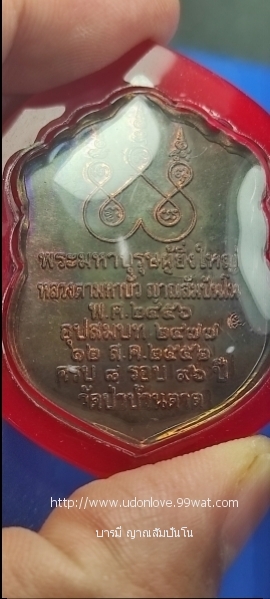 พระมหาบุรุษผู้ยิ่งใหญ่
หลวงตามหาบัว ญาณสัมปันโน
พ.ศ.๒๔๕๖
อุปสมบท ๒๔๗๗
๑๒ ส.ค.๒๕๕๒
ครบ ๘ รอบ ๙๖ ปี
วัดป่าบ้านตาด
http://www.udonlove.99wat.com
บารมี ญาณสัมปันโน